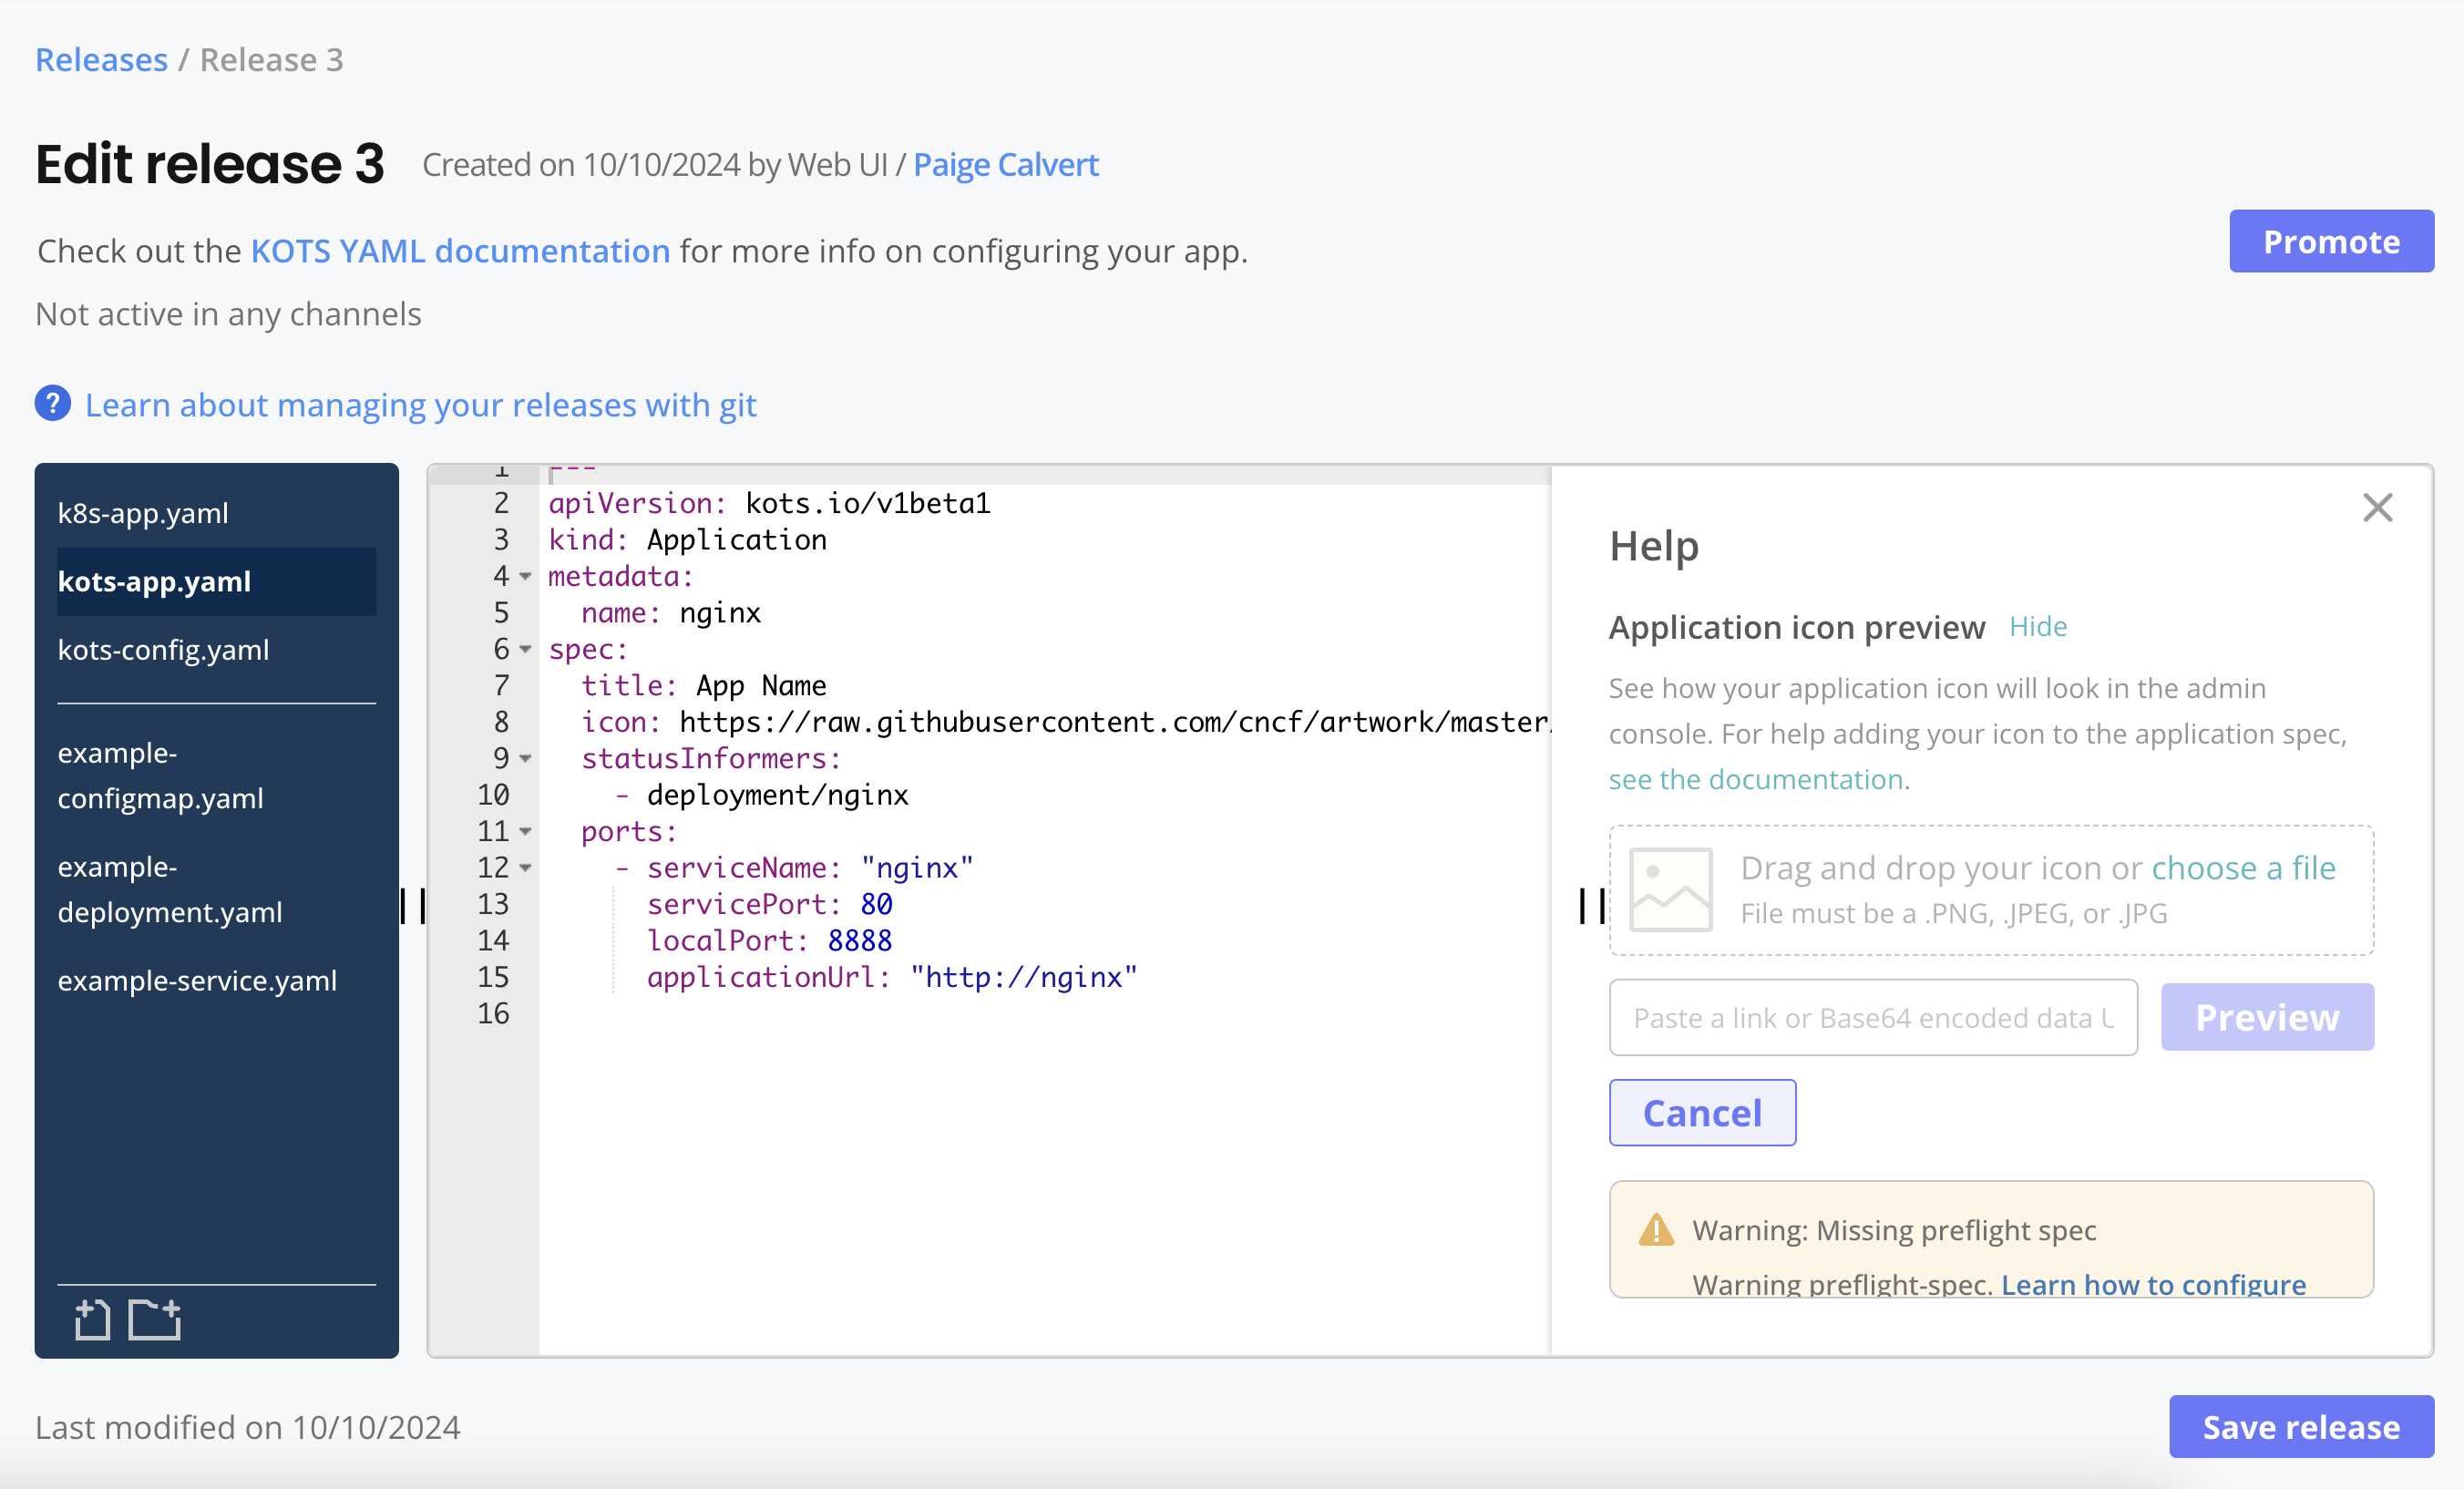 Releases / Release 3
Edit release 3
Created on 10/10/2024 by Web UI / Paige Calvert
Check out the KOTS YAML documentation for more info on configuring your app.
Promote
Not active in any channels
? Learn about managing your releases with git
k8s-app.yaml
kots-app.yaml
kots-config.yaml
example-
configmap.yaml
example-
deployment.yaml
example-service.yaml
1 ---
2 apiVersion: kots.io/v1beta1
3 kind: Application
4 metadata:
5   name: nginx
6 spec:
7   title: App Name
8   icon: https://raw.githubusercontent.com/cncf/artwork/master/
9   statusInformers:
10     - deployment/nginx
11   ports:
12     - serviceName: "nginx"
13       servicePort: 80
14       localPort: 8888
15       applicationUrl: "http://nginx"
16
Help
Application icon preview Hide
See how your application icon will look in the admin
console. For help adding your icon to the application spec,
see the documentation.
Drag and drop your icon or choose a file
File must be a .PNG, .JPEG, or .JPG
Paste a link or Base64 encoded data U
Preview
Cancel
Warning: Missing preflight spec
Warning preflight-spec. Learn how to configure
Last modified on 10/10/2024
Save release